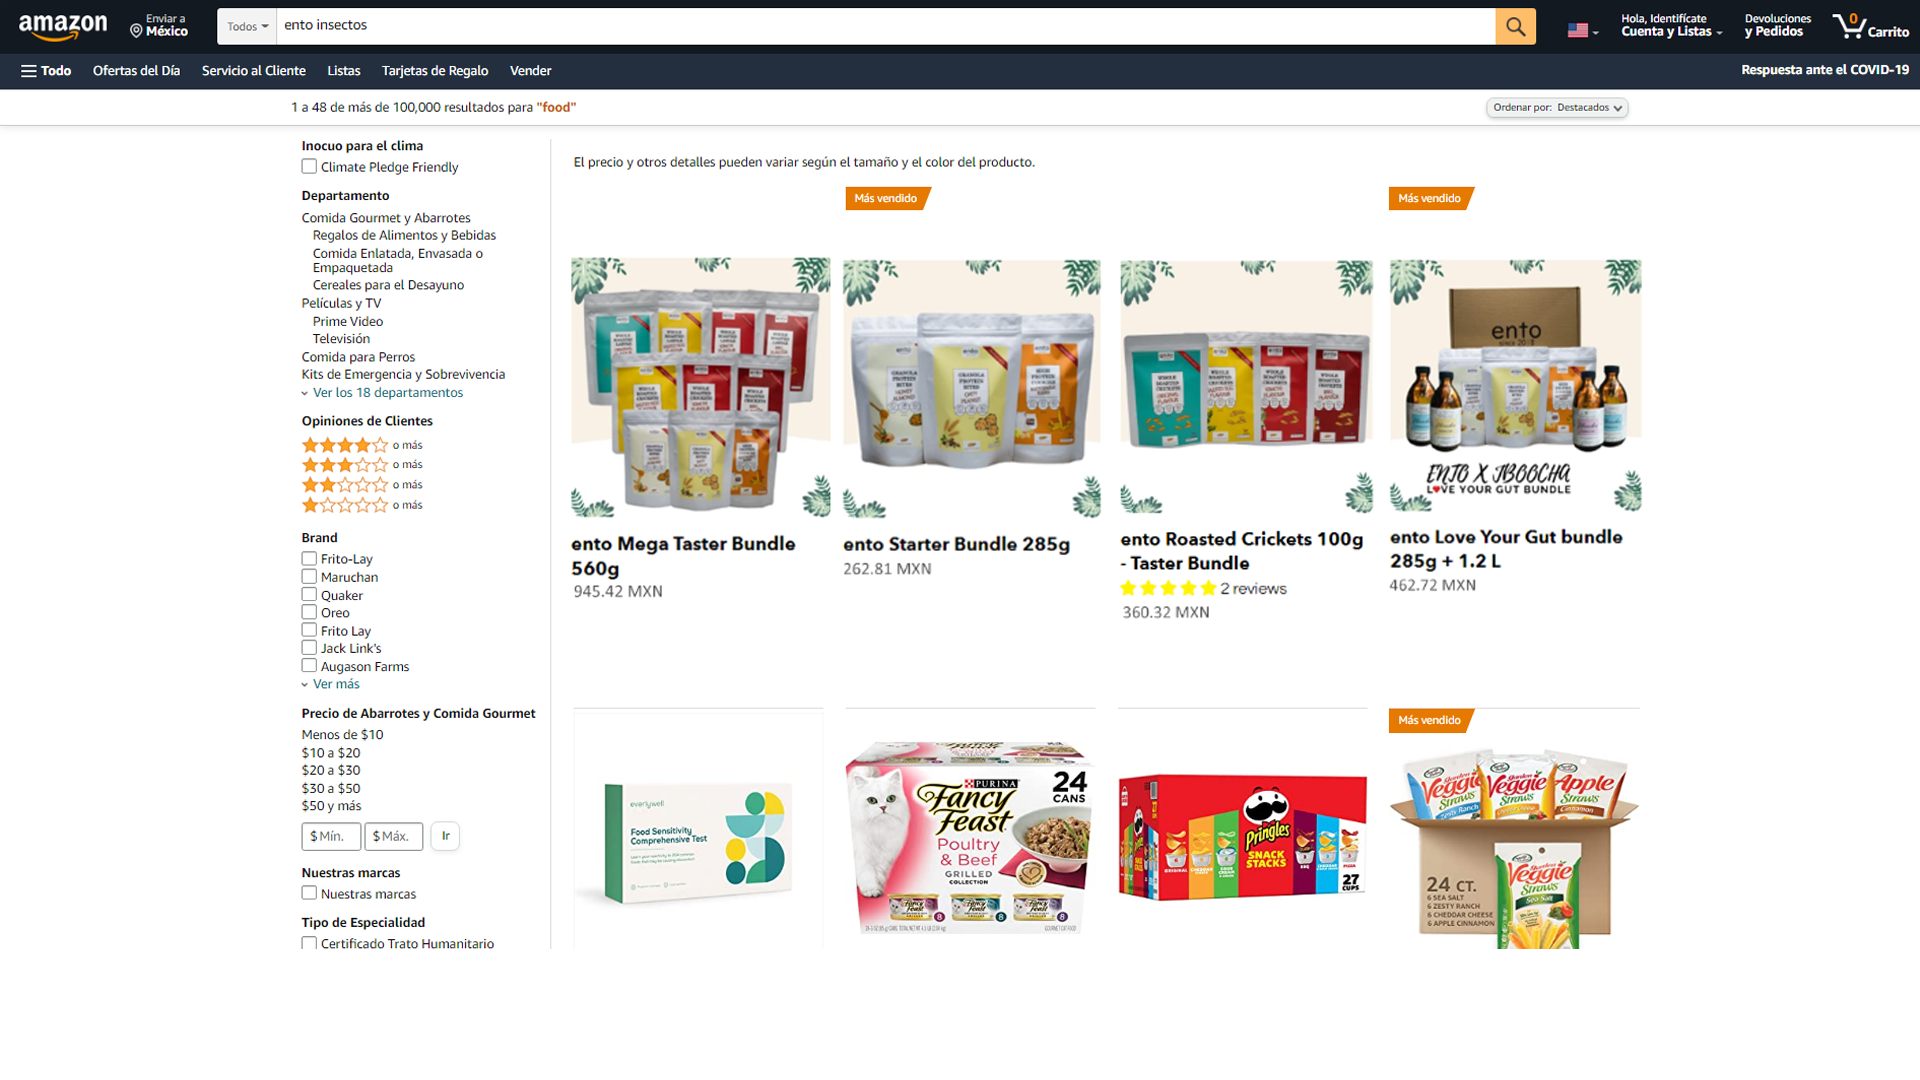 amazon
Enviar a
México
Todos
ento insectos
Hola, Identifícate
Cuenta y Listas
Devoluciones
y Pedidos
0
Carrito
Todo
Ofertas del Día
Servicio al Cliente
Listas
Tarjetas de Regalo
Vender
Respuesta ante el COVID-19
1 a 48 de más de 100,000 resultados para "food"
Ordenar por: Destacados
Inocuo para el clima
Climate Pledge Friendly
Departamento
Comida Gourmet y Abarrotes
Regalos de Alimentos y Bebidas
Comida Enlatada, Envasada o
Empaquetada
Cereales para el Desayuno
Películas y TV
Prime Video
Televisión
Comida para Perros
Kits de Emergencia y Sobrevivencia
Ver los 18 departamentos
Opiniones de Clientes
o más
o más
o más
o más
Brand
Frito-Lay
Maruchan
Quaker
Oreo
Frito Lay
Jack Link's
Augason Farms
Ver más
Precio de Abarrotes y Comida Gourmet
Menos de $10
$10 a $20
$20 a $30
$30 a $50
$50 y más
$ Mín.
$ Máx.
Ir
Nuestras marcas
Nuestras marcas
Tipo de Especialidad
Certificado Trato Humanitario
El precio y otros detalles pueden variar según el tamaño y el color del producto.
Más vendido
Más vendido
ento
ENTO X JBOOCHA
LOVE YOUR GUT BUNDLE
ento Mega Taster Bundle
560g
945.42 MXN
ento Starter Bundle 285g
262.81 MXN
ento Roasted Crickets 100g
- Taster Bundle
2 reviews
360.32 MXN
ento Love Your Gut bundle
285g + 1.2 L
462.72 MXN
everlywell
Food Sensitivity
Comprehensive Test
PURINA
Fancy
Feast
Poultry
& Beef
GRILLED
COLLECTION
24
CANS
Pringles
SNACK
STACKS
27
CUPS
Más vendido
Veggie
Straws
Veggie
Straws
Apple
Straws
Cinnamon
24 CT.
6 SEA SALT
6 ZESTY RANCH
6 CHEDDAR CHEESE
6 APPLE CINNAMON
Garden
Veggie
Straws
Sea Salt